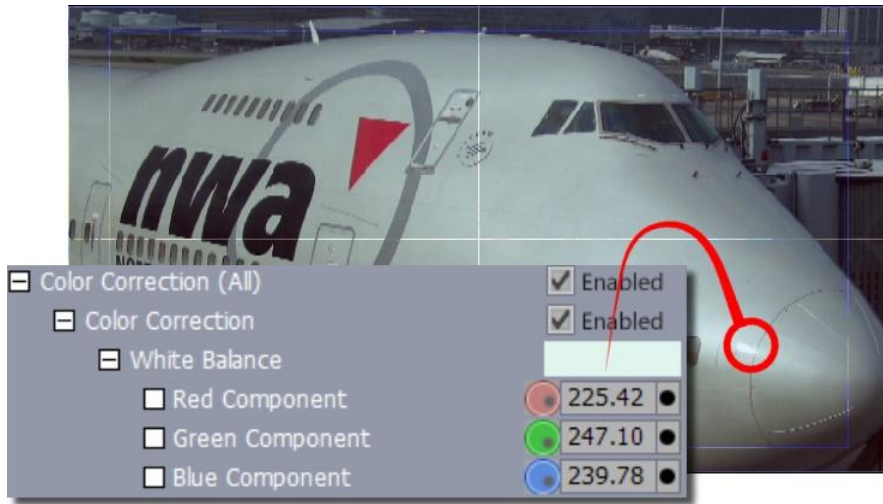 nwa
NORT
Color Correction (All) Enabled
Color Correction Enabled
White Balance
Red Component 225.42
Green Component 247.10
Blue Component 239.78